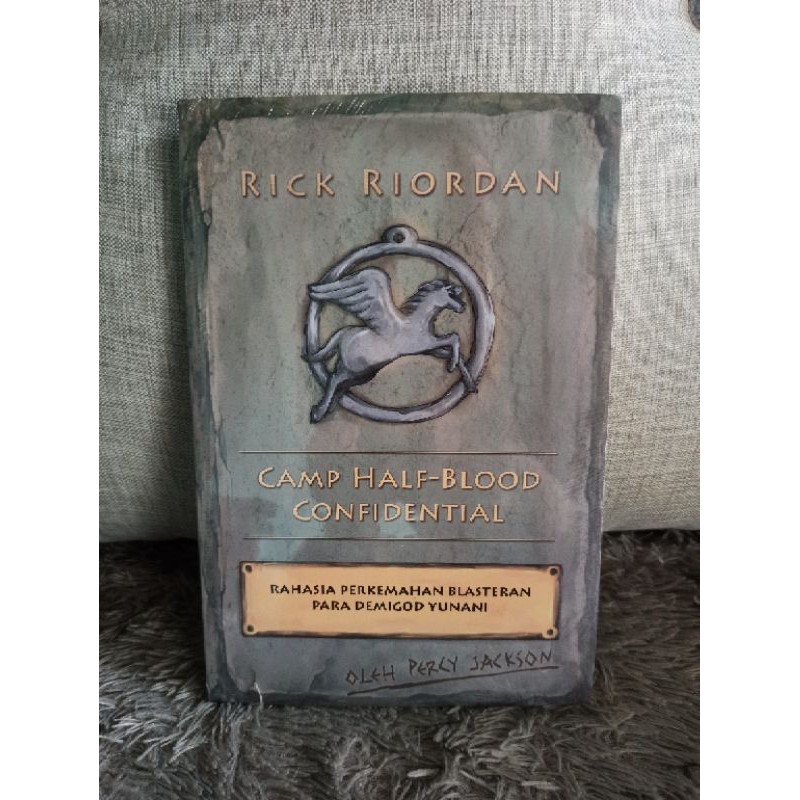 RICK RIORDAN
CAMP HALF-BLOOD
CONFIDENTIAL
RAHASIA PERKEMAHAN BLASTERAN
PARA DEMIGOD YUNANI
OLEH PERCY JACKSON